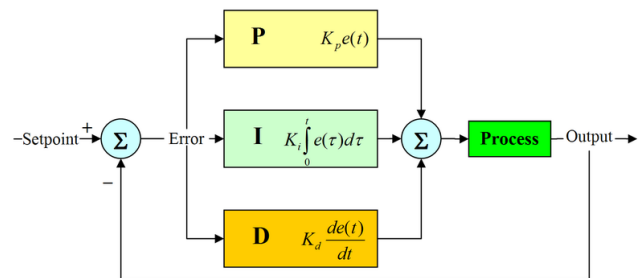 P K_p e(t)
–Setpoint + Σ Error I K_i ∫_0^t e(τ)dτ Σ Process Output
−
D K_d de(t)/dt